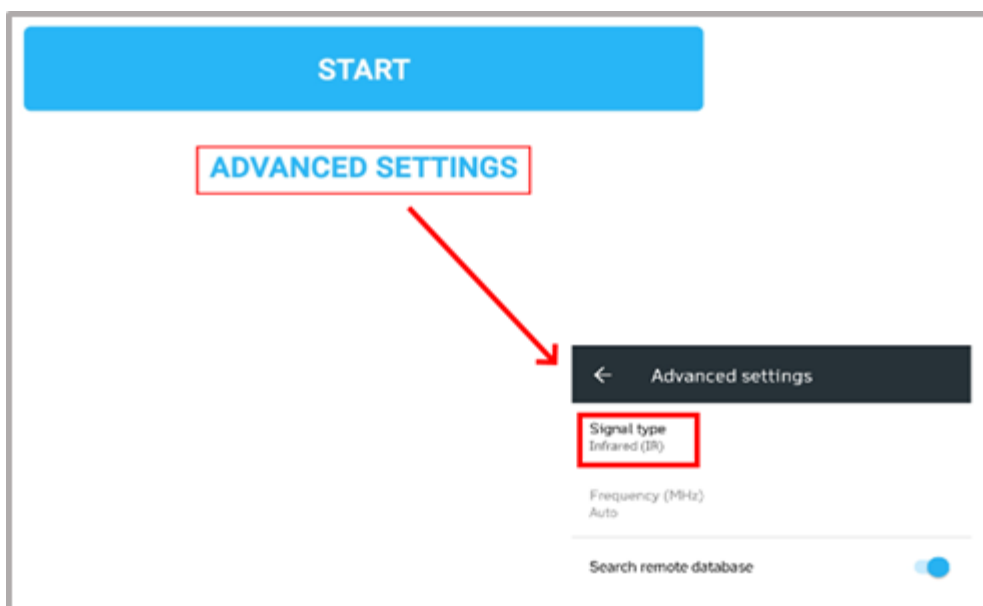 START
ADVANCED SETTINGS
Advanced settings
Signal type
Infrared (IR)
Frequency (MHz)
Auto
Search remote database